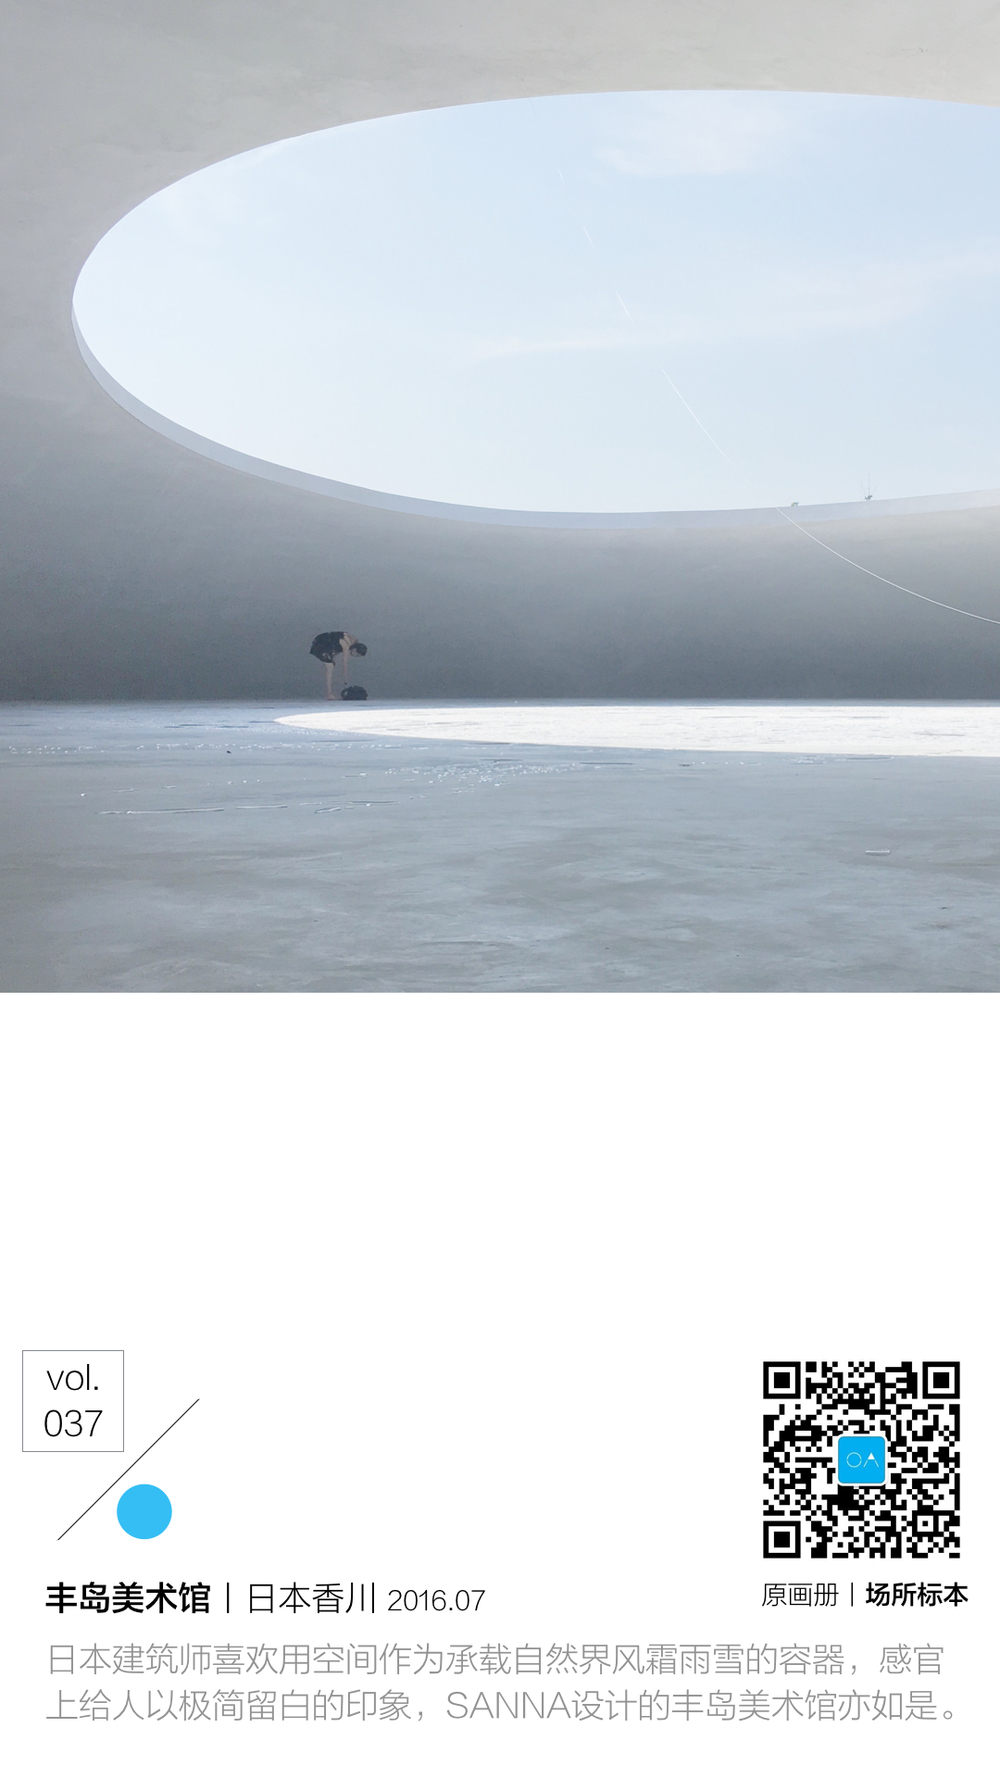 vol.
037
OA
丰岛美术馆｜日本香川 2016.07
原画册｜场所标本
日本建筑师喜欢用空间作为承载自然界风霜雨雪的容器，感官
上给人以极简留白的印象，SANNA设计的丰岛美术馆亦如是。